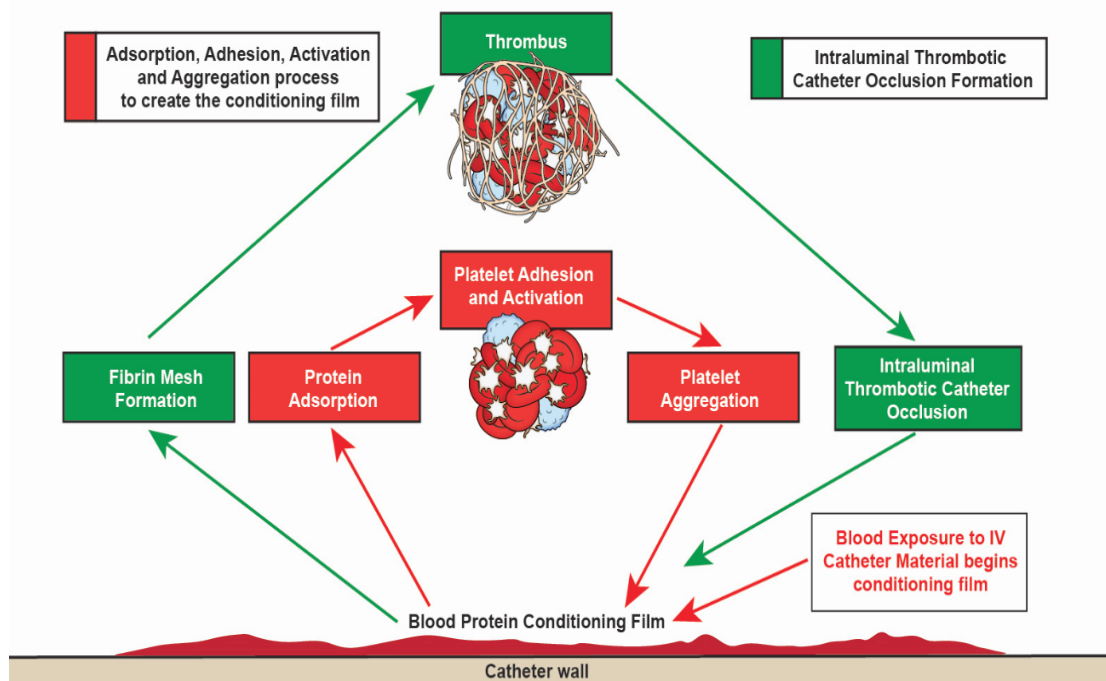 Adsorption, Adhesion, Activation
and Aggregation process
to create the conditioning film
Thrombus
Intraluminal Thrombotic
Catheter Occlusion Formation
Platelet Adhesion
and Activation
Fibrin Mesh
Formation
Protein
Adsorption
Platelet
Aggregation
Intraluminal
Thrombotic Catheter
Occlusion
Blood Exposure to IV
Catheter Material begins
conditioning film
Blood Protein Conditioning Film
Catheter wall